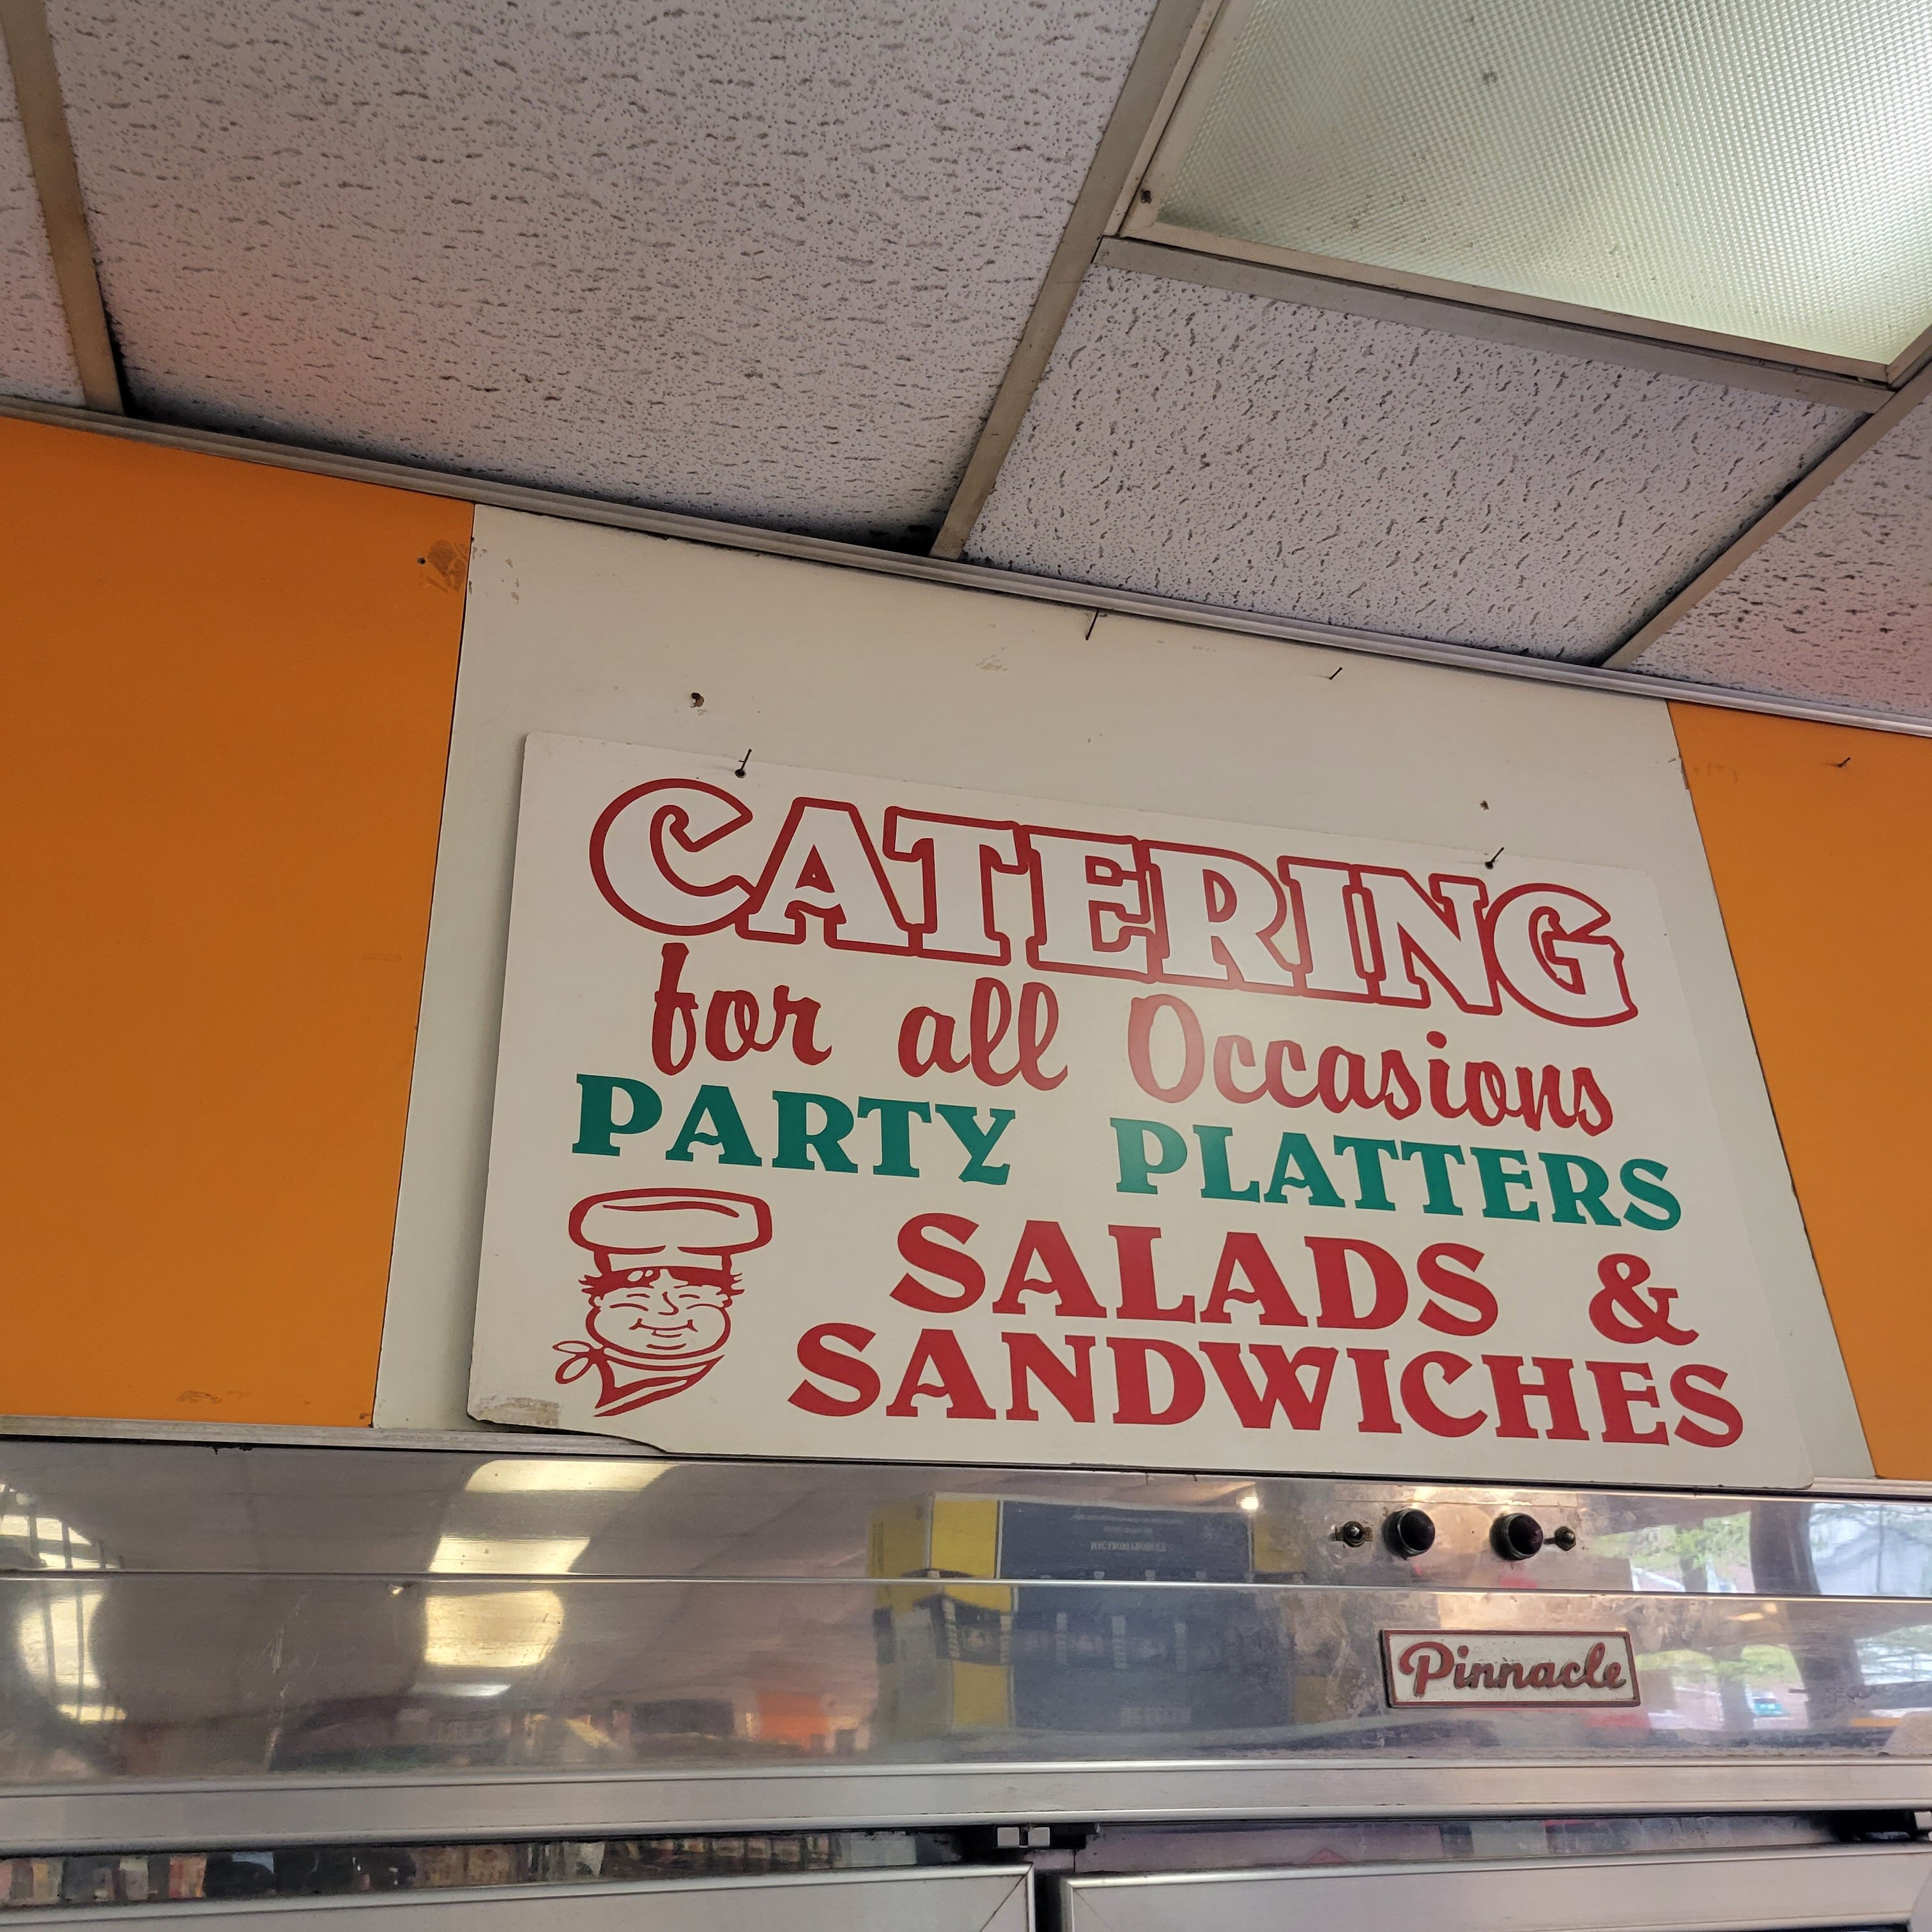 CATERING
for all Occasions
PARTY PLATTERS
SALADS &
SANDWICHES
Pinnacle